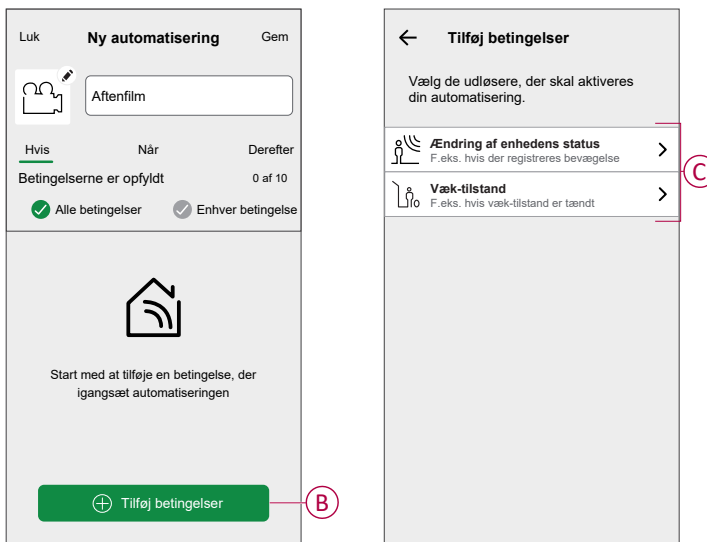 Luk Ny automatisering Gem
Aftenfilm
Hvis Når Derefter
Betingelserne er opfyldt 0 af 10
Alle betingelser Enhver betingelse
Start med at tilføje en betingelse, der
igangsæt automatiseringen
Tilføj betingelser
B
Tilføj betingelser
Vælg de udløsere, der skal aktiveres
din automatisering.
Ændring af enhedens status
F.eks. hvis der registreres bevægelse
Væk-tilstand
F.eks. hvis væk-tilstand er tændt
C